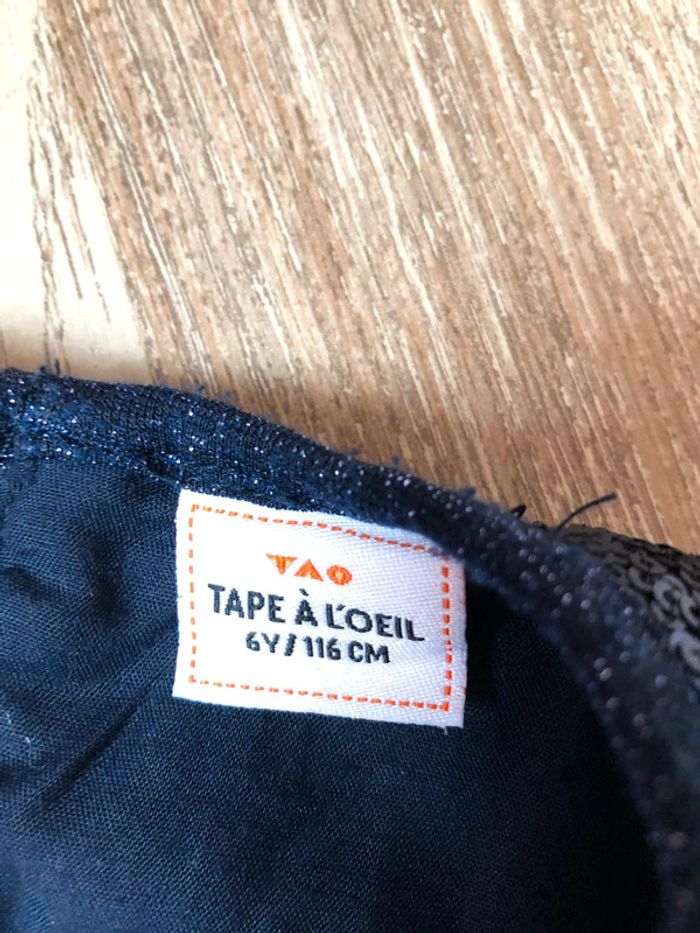 TAO
TAPE À L'OEIL
6Y/116 CM